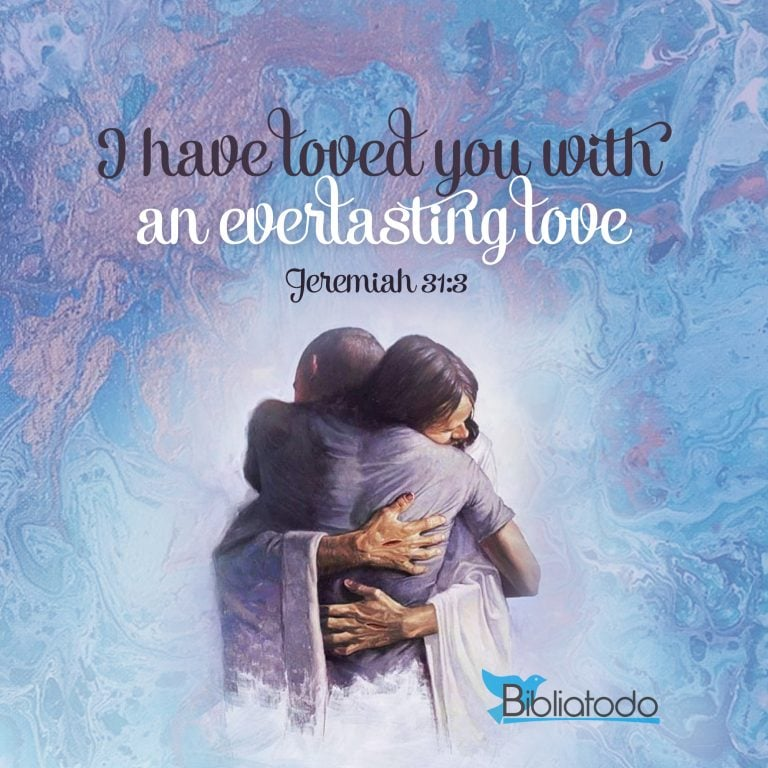 I have loved you with
an everlasting love
Jeremiah 31:3
Bibliatodo